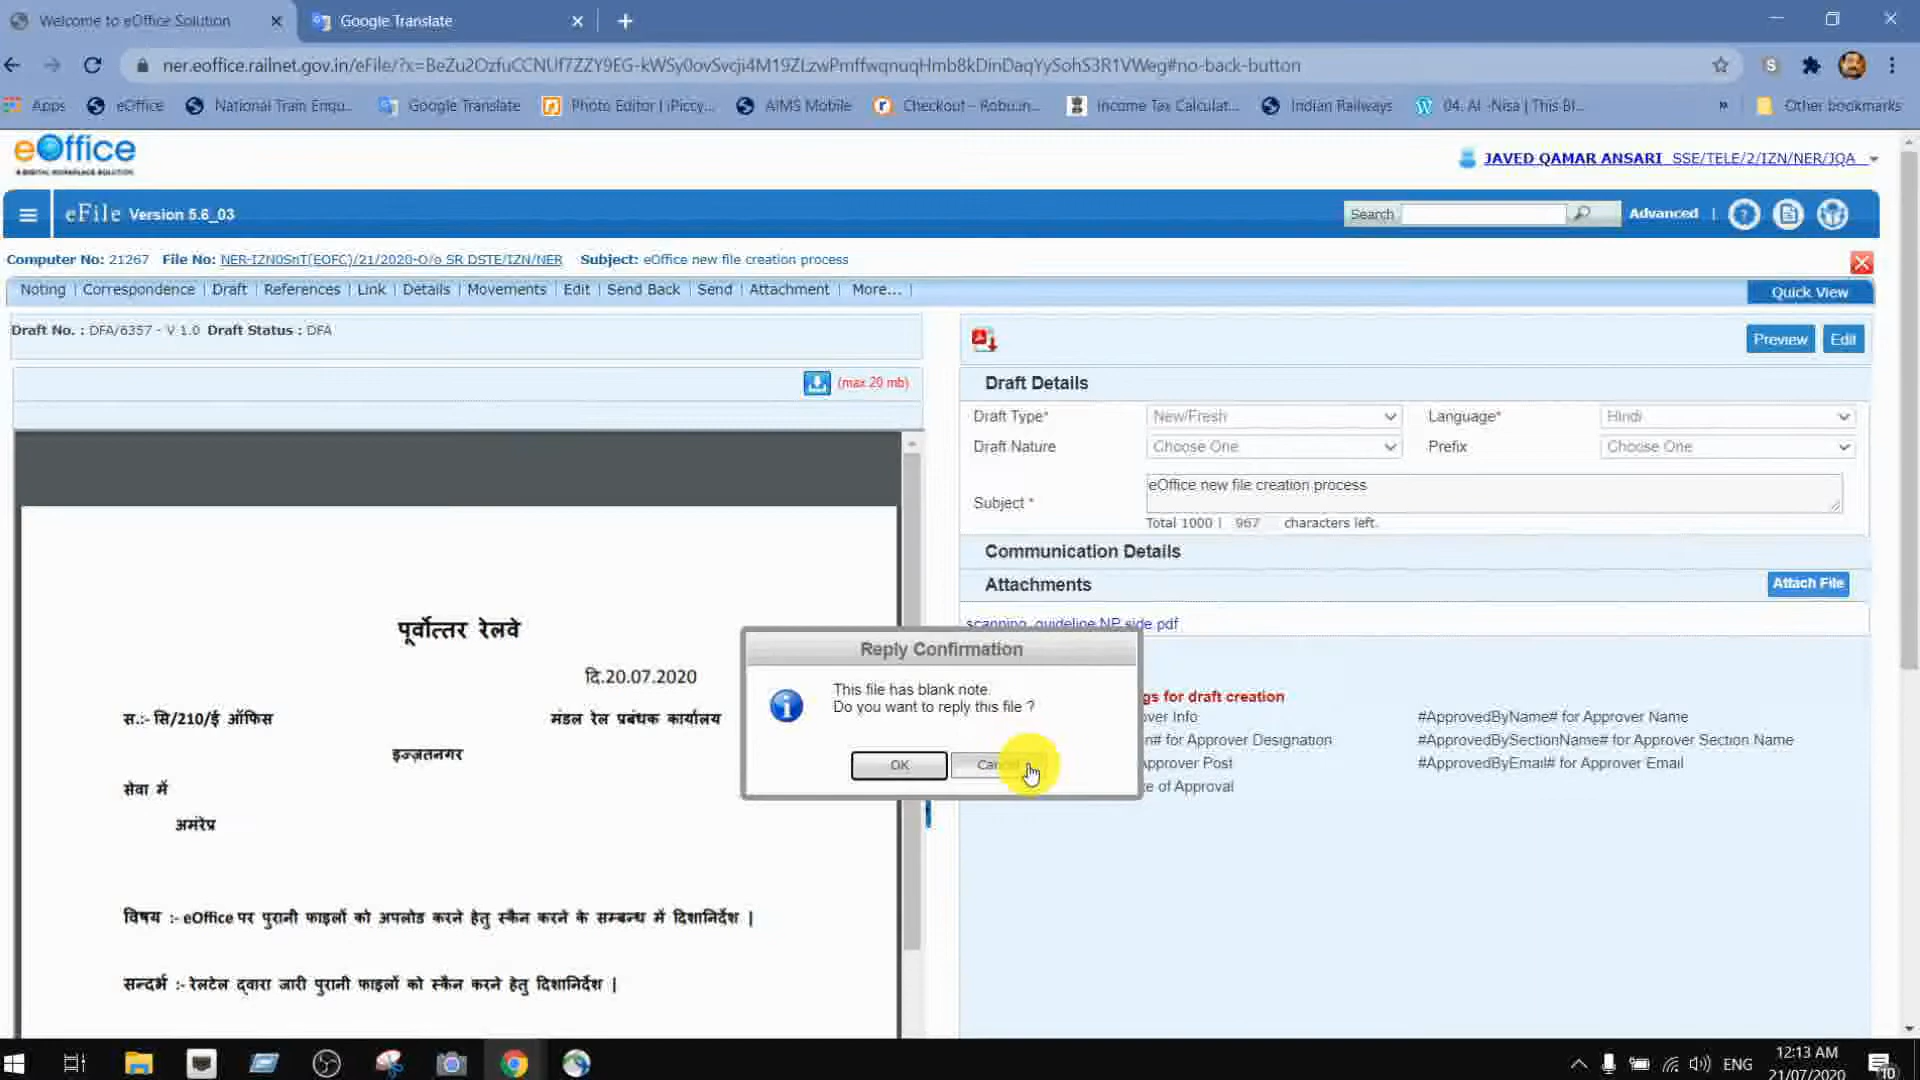 Welcome to eOffice Solution
Google Translate
ner.eoffice.railnet.gov.in/eFile/?x=BeZu2OzfuCCNUf7ZZY9EG-kWSy0ovSvcji4M19ZLzwPmffwqnuqHmb8kDinDaqYySohS3R1VWeg#no-back-button
Apps eOffice National Train Enqu... Google Translate Photo Editor | iPiccy... AIMS Mobile Checkout – Robu.in... Income Tax Calculat... Indian Railways 04. Al -Nisa | This Bl... » Other bookmarks
eOffice
A DIGITAL WORKPLACE SOLUTION
JAVED QAMAR ANSARI SSE/TELE/2/IZN/NER/JQA
eFile Version 5.6_03
Search
Advanced |
Computer No: 21267 File No: NER-IZN0SnT(EOFC)/21/2020-O/o SR DSTE/IZN/NER Subject: eOffice new file creation process
Noting | Correspondence | Draft | References | Link | Details | Movements | Edit | Send Back | Send | Attachment | More... |
Quick View
Draft No. : DFA/6357 - V 1.0 Draft Status : DFA
Preview
Edit
(max 20 mb)
Draft Details
Draft Type* New/Fresh Language* Hindi
Draft Nature Choose One Prefix Choose One
Subject * eOffice new file creation process
Total 1000 | 967 characters left.
Communication Details
Attachments
Attach File
scanning_guideline NP side pdf
पूर्वोत्तर रेलवे
दि.20.07.2020
स.:- सि/210/ई ऑफिस मंडल रेल प्रबंधक कार्यालय
इज्ज़तनगर
सेवा में
अमंरेप्र
विषय :- eOffice पर पुरानी फाइलों को अपलोड करने हेतु स्कैन करने के सम्बन्ध में दिशानिर्देश |
सन्दर्भ :- रेलटेल द्वारा जारी पुरानी फाइलों को स्कैन करने हेतु दिशानिर्देश |
Reply Confirmation
This file has blank note.
Do you want to reply this file ?
OK
Cancel
gs for draft creation
ver Info #ApprovedByName# for Approver Name
n# for Approver Designation #ApprovedBySectionName# for Approver Section Name
Approver Post #ApprovedByEmail# for Approver Email
te of Approval
ENG
12:13 AM
21/07/2020
10